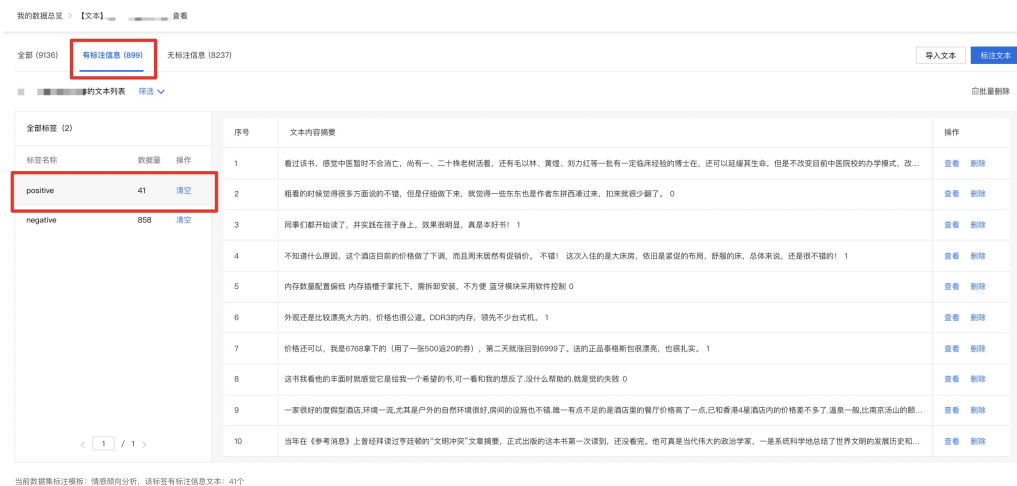 我的数据总览 > 【文本】 查看
全部 (9136) 有标注信息 (899) 无标注信息 (8237) 导入文本 标注文本
的文本列表 筛选 批量删除
全部标签 (2)
标签名称 数据量 操作
positive 41 清空
negative 858 清空
< 1 / 1 >
序号 文本内容摘要 操作
1 看过该书，感觉中医暂时不会消亡，尚有一、二十株老树活着，还有毛以林、黄煌、刘力红等一批有一定临床经验的博士在，还可以延缓其生命，但是不改变目前中医院校的办学模式，改... 查看 删除
2 粗看的时候觉得很多方面说的不错，但是仔细做下来，就觉得一些东东也是作者东拼西凑过来，扣来就很少翻了。 0 查看 删除
3 同事们都开始读了，并实践在孩子身上，效果很明显，真是本好书！ 1 查看 删除
4 不知道什么原因，这个酒店目前的价格做了下调，而且周末居然有促销价， 不错！ 这次入住的是大床房，依旧是紧促的布局，舒服的床，总体来说，还是很不错的！ 1 查看 删除
5 内存数量配置偏低 内存插槽于掌托下，需拆卸安装，不方便 蓝牙模块采用软件控制 0 查看 删除
6 外观还是比较漂亮大方的，价格也很公道。DDR3的内存，领先不少台式机。 1 查看 删除
7 价格还可以，我是6768拿下的（用了一张500返20的券），第二天就涨回到6999了。送的正品泰格斯包很漂亮，也很扎实。 1 查看 删除
8 这书我看他的丰面时就感觉它是给我一个希望的书,可一看和我的想反了.没什么帮助的.就是觉的失败 0 查看 删除
9 一家很好的度假型酒店,环境一流,尤其是户外的自然环境很好,房间的设施也不错.唯一有点不足的是酒店里的餐厅价格高了一点,已和香港4星酒店内的价格差不多了.温泉一般,比南京汤山的颐... 查看 删除
10 当年在《参考消息》上曾经拜读过亨廷顿的“文明冲突”文章摘要，正式出版的这本书第一次读到，还没看完。他可真是当代伟大的政治学家，一是系统科学地总结了世界文明的发展历史和... 查看 删除
当前数据集标注模板：情感倾向分析，该标签有标注信息文本：41个